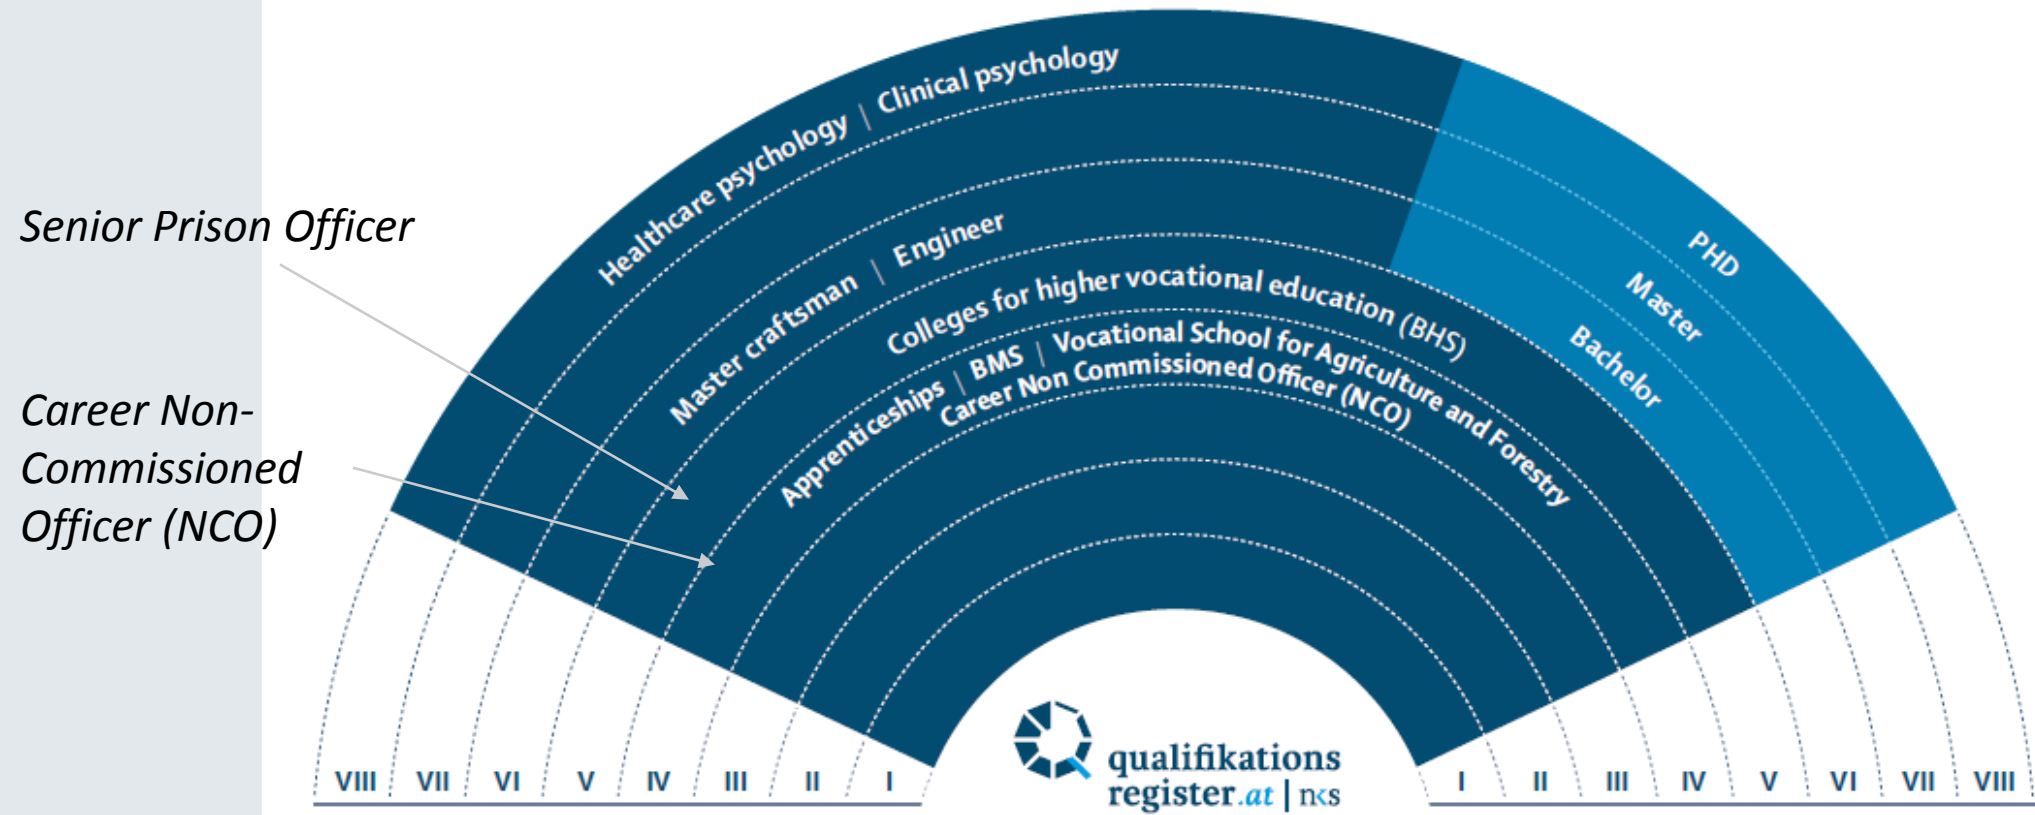 Senior Prison Officer
Career Non-
Commissioned
Officer (NCO)
Healthcare psychology | Clinical psychology
Master craftsman | Engineer
Colleges for higher vocational education (BHS)
Apprenticeships | BMS | Vocational School for Agriculture and Forestry
Career Non Commissioned Officer (NCO)
PHD
Master
Bachelor
VIII VII VI V IV III II I
qualifikations
register.at | nks
I II III IV V VI VII VIII